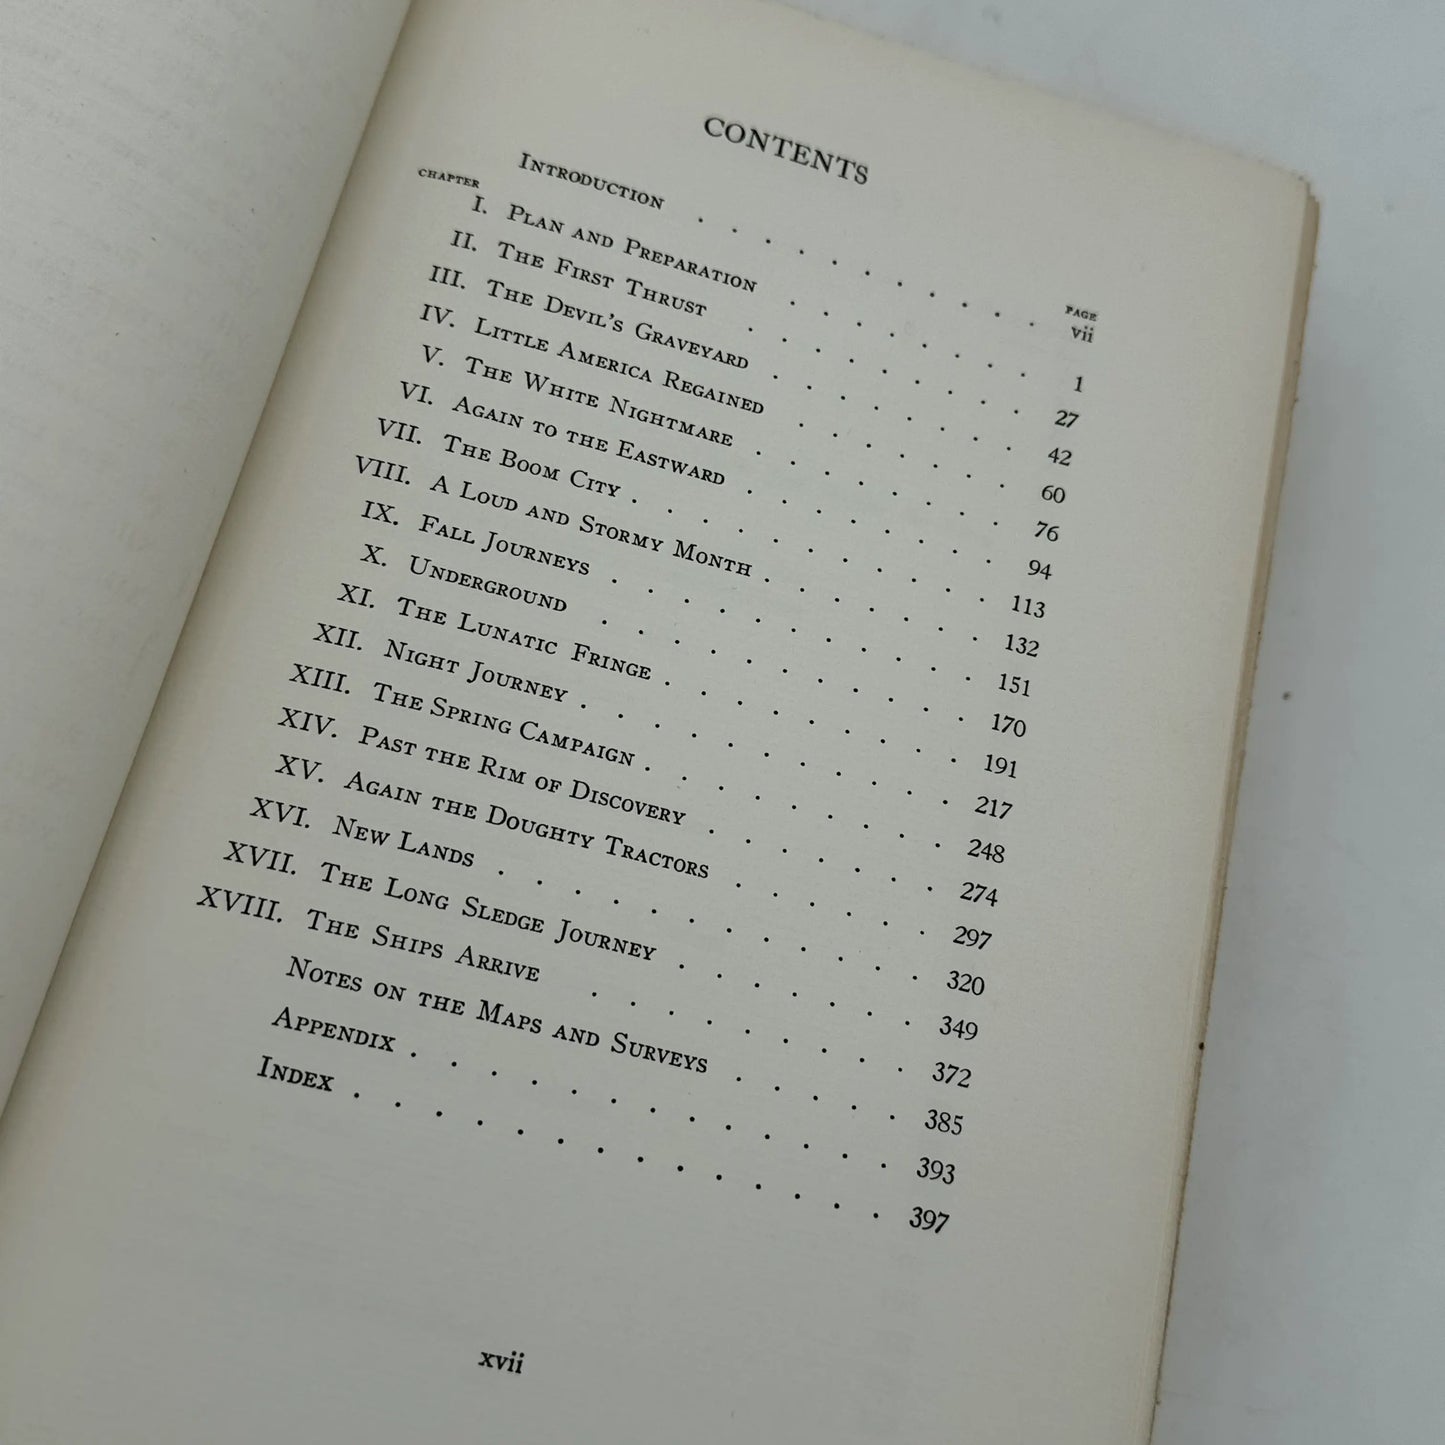 CONTENTS
CHAPTER PAGE
INTRODUCTION . . . . . . . . . . . vii
I. PLAN AND PREPARATION . . . . . . . . 1
II. THE FIRST THRUST . . . . . . . . . 27
III. THE DEVIL'S GRAVEYARD . . . . . . . . 42
IV. LITTLE AMERICA REGAINED . . . . . . . 60
V. THE WHITE NIGHTMARE . . . . . . . . 76
VI. AGAIN TO THE EASTWARD . . . . . . . . 94
VII. THE BOOM CITY . . . . . . . . . . 113
VIII. A LOUD AND STORMY MONTH . . . . . . . 132
IX. FALL JOURNEYS . . . . . . . . . . 151
X. UNDERGROUND . . . . . . . . . . 170
XI. THE LUNATIC FRINGE . . . . . . . . . 191
XII. NIGHT JOURNEY . . . . . . . . . . 217
XIII. THE SPRING CAMPAIGN . . . . . . . . 248
XIV. PAST THE RIM OF DISCOVERY . . . . . . . 274
XV. AGAIN THE DOUGHTY TRACTORS . . . . . . 297
XVI. NEW LANDS . . . . . . . . . . . 320
XVII. THE LONG SLEDGE JOURNEY . . . . . . . 349
XVIII. THE SHIPS ARRIVE . . . . . . . . . 372
NOTES ON THE MAPS AND SURVEYS . . . . . 385
APPENDIX . . . . . . . . . . . . . 393
INDEX . . . . . . . . . . . . . . 397
xvii